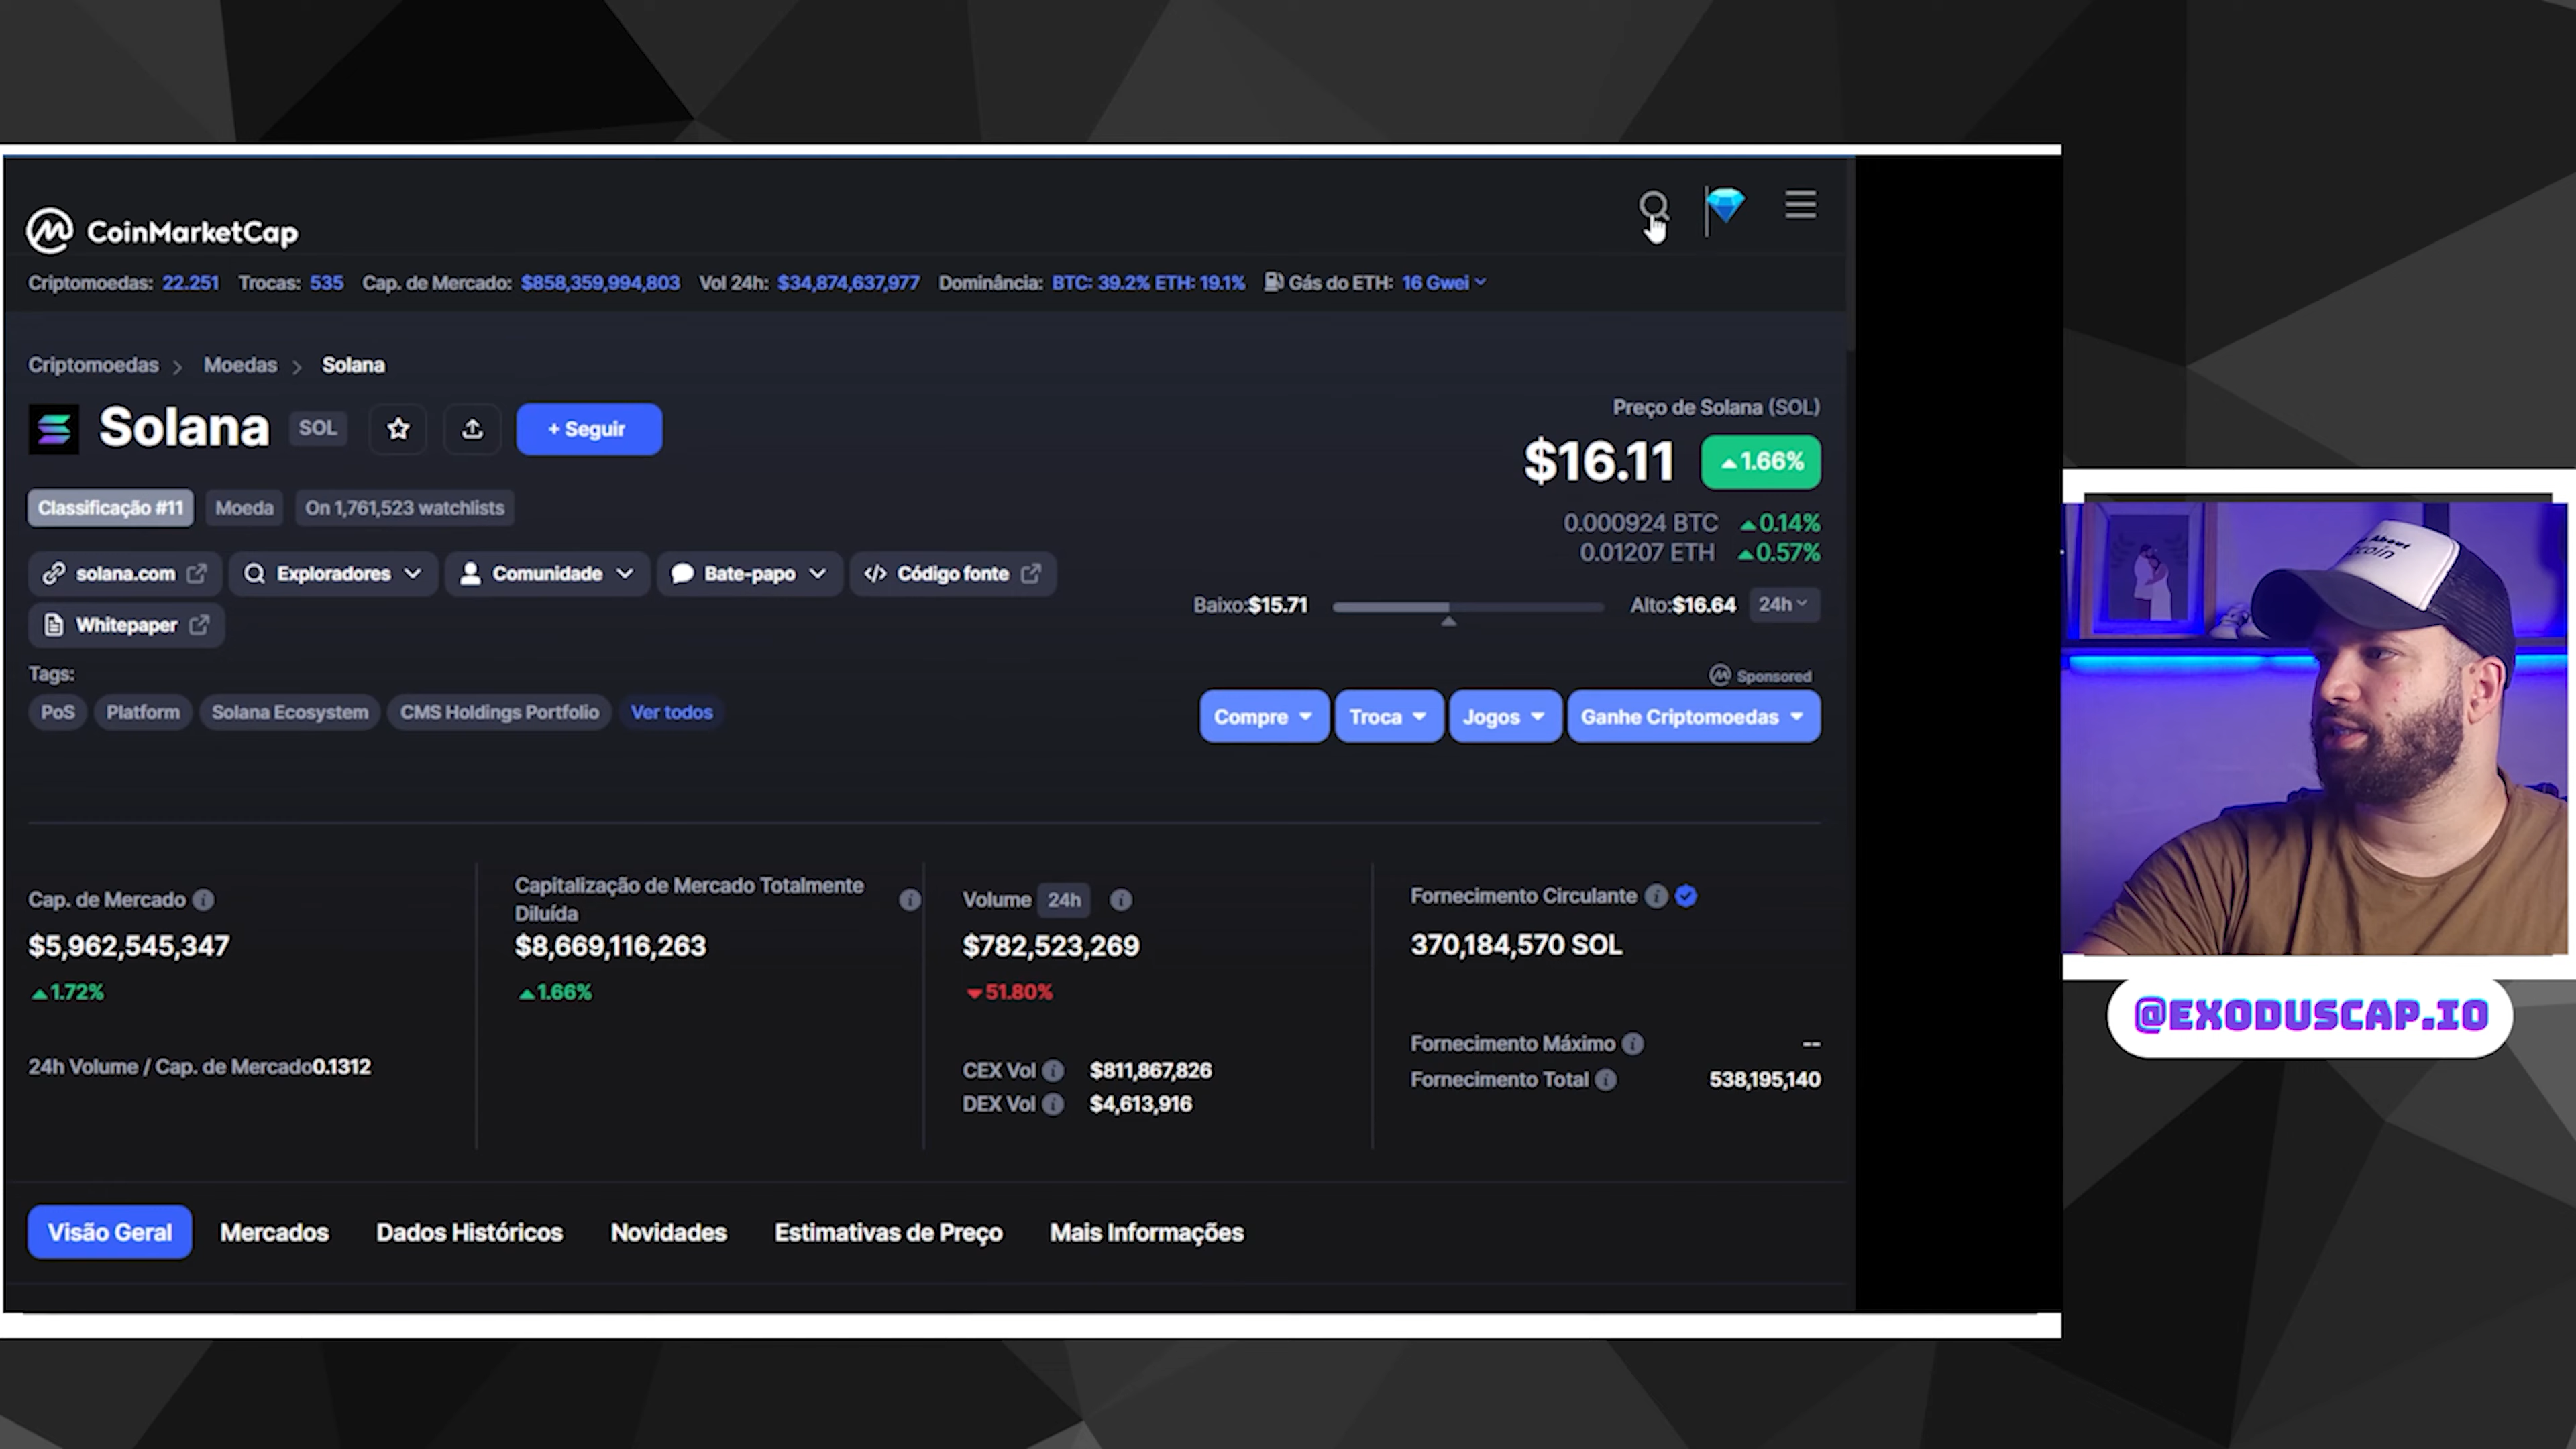 CoinMarketCap
Criptomoedas: 22.251 Trocas: 535 Cap. de Mercado: $858,359,994,803 Vol 24h: $34,874,637,977 Dominância: BTC: 39.2% ETH: 19.1% Gás do ETH: 16 Gwei
Criptomoedas > Moedas > Solana
Solana SOL + Seguir
Preço de Solana (SOL)
$16.11 1.66%
Classificação #11 Moeda On 1,761,523 watchlists
0.000924 BTC 0.14%
0.01207 ETH 0.57%
solana.com Exploradores Comunidade Bate-papo Código fonte
Baixo:$15.71 Alto:$16.64 24h
Whitepaper
Tags:
Sponsored
PoS Platform Solana Ecosystem CMS Holdings Portfolio Ver todos
Compre Troca Jogos Ganhe Criptomoedas
Cap. de Mercado
$5,962,545,347
1.72%
24h Volume / Cap. de Mercado0.1312
Capitalização de Mercado Totalmente
Diluída
$8,669,116,263
1.66%
Volume 24h
$782,523,269
51.80%
CEX Vol $811,867,826
DEX Vol $4,613,916
Fornecimento Circulante
370,184,570 SOL
Fornecimento Máximo --
Fornecimento Total 538,195,140
Visão Geral Mercados Dados Históricos Novidades Estimativas de Preço Mais Informações
About
@EXODUSCAP.IO